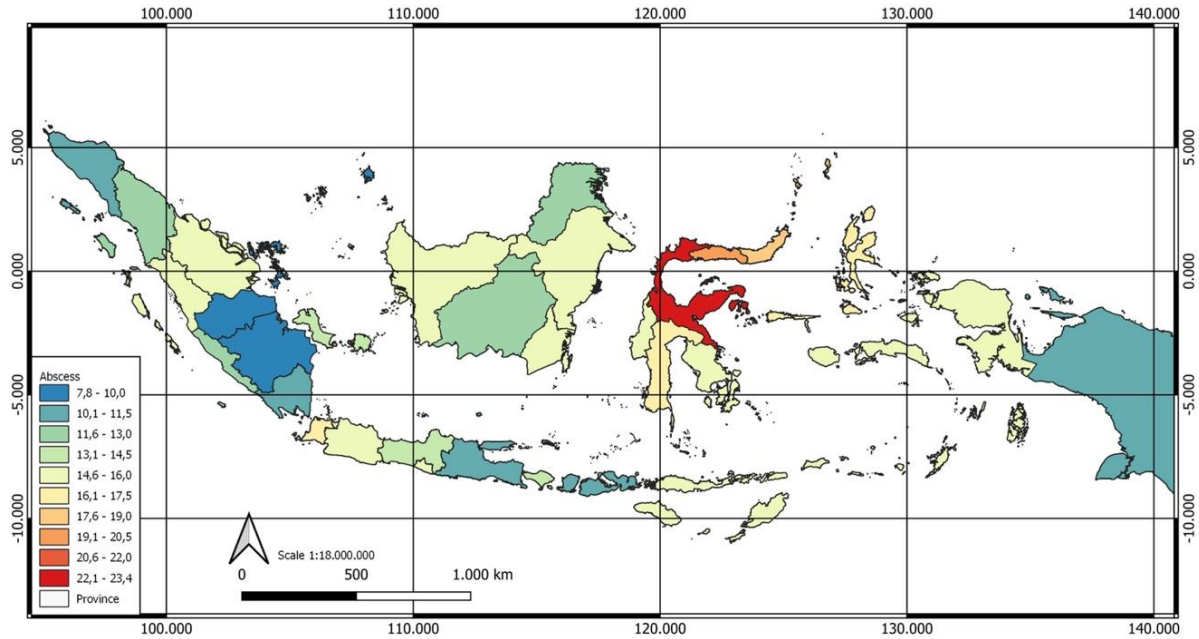 100.000 110.000 120.000 130.000 140.000
5.000 5.000
0.000 0.000
-5.000 -5.000
-10.000 -10.000
Abscess
7,8 - 10,0
10,1 - 11,5
11,6 - 13,0
13,1 - 14,5
14,6 - 16,0
16,1 - 17,5
17,6 - 19,0
19,1 - 20,5
20,6 - 22,0
22,1 - 23,4
Province
Scale 1:18.000.000
0 500 1.000 km
100.000 110.000 120.000 130.000 140.000